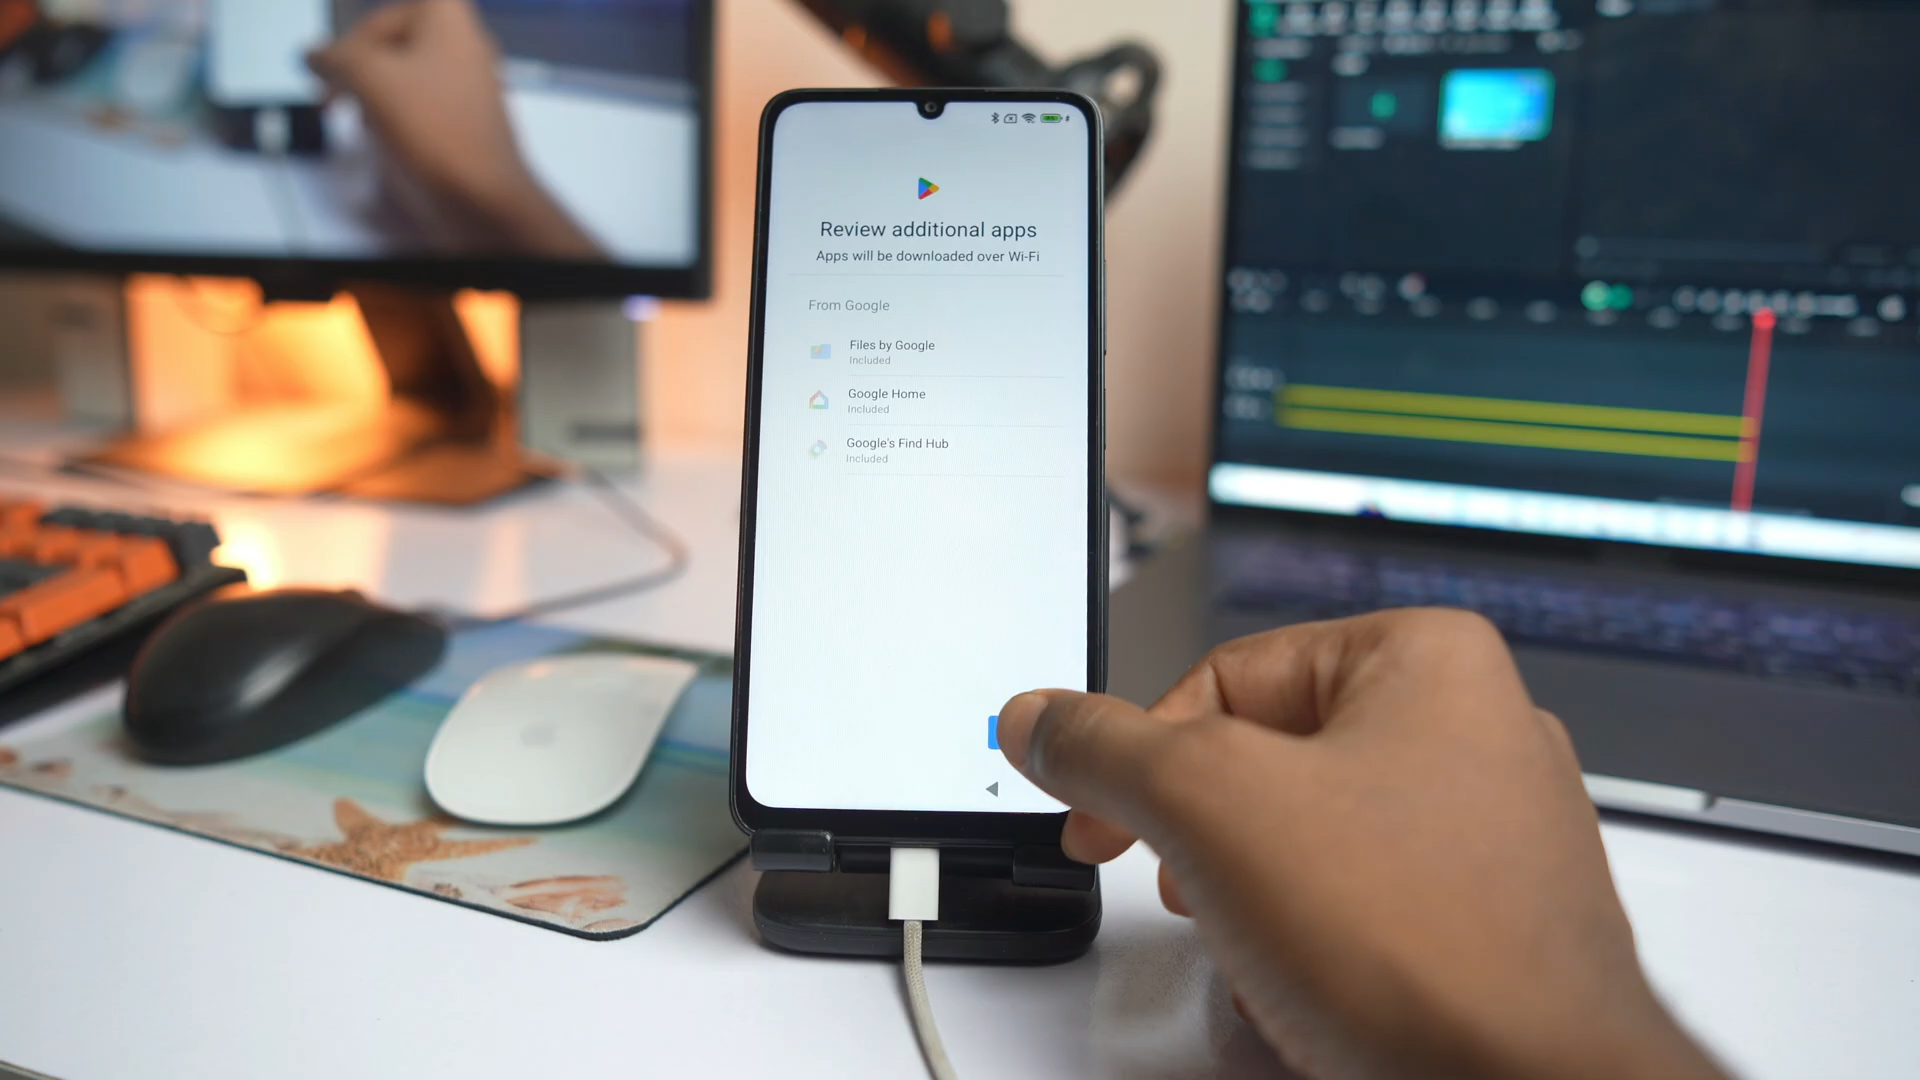 Review additional apps
Apps will be downloaded over Wi-Fi
From Google
Files by Google
Included
Google Home
Included
Google's Find Hub
Included